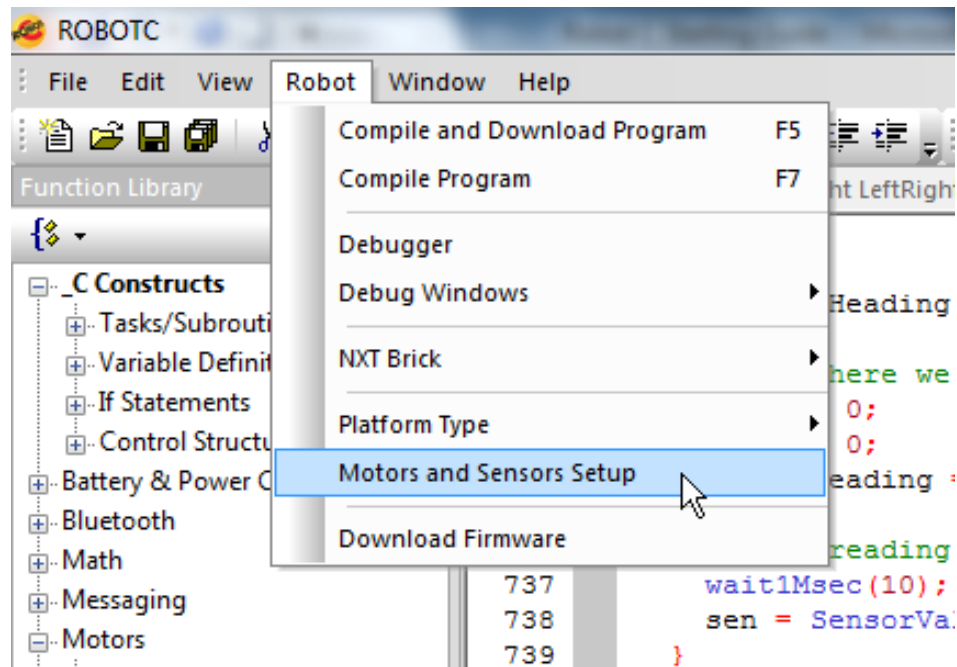 ROBOTC
File Edit View Robot Window Help
Compile and Download Program F5
Compile Program F7
Debugger
Debug Windows
NXT Brick
Platform Type
Motors and Sensors Setup
Download Firmware
Function Library
_C Constructs
Tasks/Subrouti
Variable Definit
If Statements
Control Structu
Battery & Power C
Bluetooth
Math
Messaging
Motors
ht LeftRight
Heading
here we
0;
0;
eading =
reading
737 wait1Msec(10);
738 sen = SensorVal
739 }